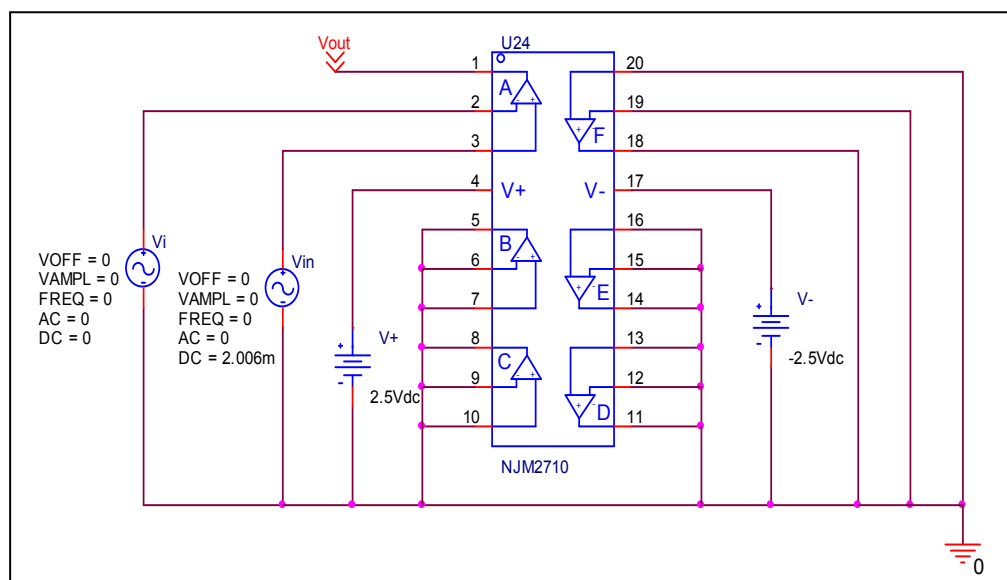 Vout
U24
1
20
A
-
+
2
19
+
-
F
3
18
4
V+
V-
17
5
16
B
-
+
6
15
+
-
E
7
14
8
13
C
-
+
9
12
+
-
D
10
11
NJM2710
Vi
+
-
VOFF = 0
VAMPL = 0
FREQ = 0
AC = 0
DC = 0
Vin
+
-
VOFF = 0
VAMPL = 0
FREQ = 0
AC = 0
DC = 2.006m
V+
+
-
2.5Vdc
V-
+
-
-2.5Vdc
0